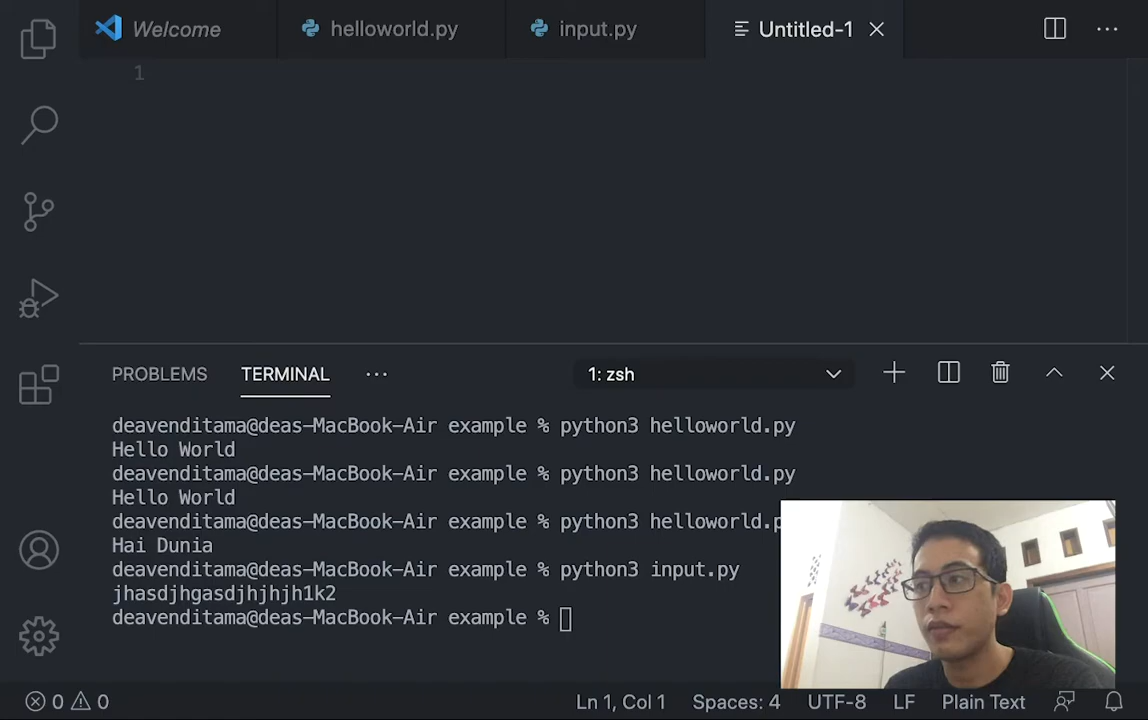 Welcome
helloworld.py
input.py
Untitled-1
1
PROBLEMS
TERMINAL
1: zsh
deavenditama@deas-MacBook-Air example % python3 helloworld.py
Hello World
deavenditama@deas-MacBook-Air example % python3 helloworld.py
Hello World
deavenditama@deas-MacBook-Air example % python3 helloworld.p
Hai Dunia
deavenditama@deas-MacBook-Air example % python3 input.py
jhasdjhgasdjhjhjh1k2
deavenditama@deas-MacBook-Air example %
0 0 Ln 1, Col 1 Spaces: 4 UTF-8 LF Plain Text